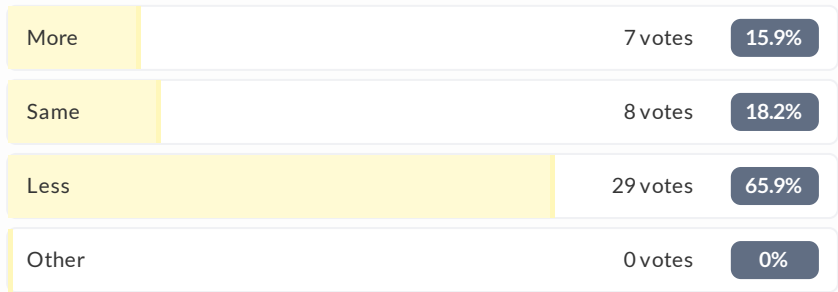 More 7 votes 15.9%
Same 8 votes 18.2%
Less 29 votes 65.9%
Other 0 votes 0%